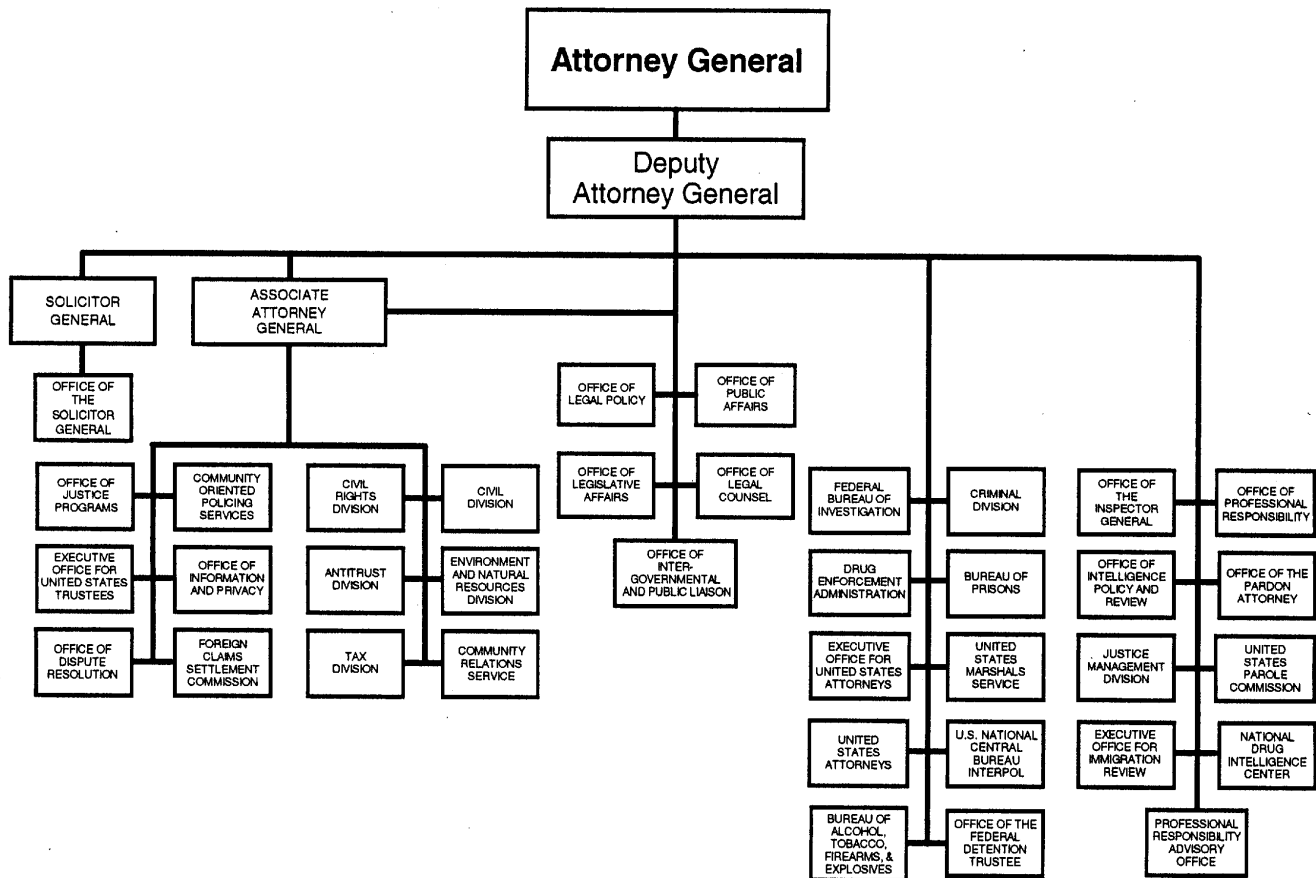 Attorney General
Deputy
Attorney General
SOLICITOR
GENERAL
ASSOCIATE
ATTORNEY
GENERAL
OFFICE OF
THE
SOLICITOR
GENERAL
OFFICE OF
LEGAL POLICY
OFFICE OF
PUBLIC
AFFAIRS
OFFICE OF
LEGISLATIVE
AFFAIRS
OFFICE OF
LEGAL
COUNSEL
OFFICE OF
INTER-
GOVERNMENTAL
AND PUBLIC LIAISON
OFFICE OF
JUSTICE
PROGRAMS
COMMUNITY
ORIENTED
POLICING
SERVICES
EXECUTIVE
OFFICE FOR
UNITED STATES
TRUSTEES
OFFICE OF
INFORMATION
AND PRIVACY
OFFICE OF
DISPUTE
RESOLUTION
FOREIGN
CLAIMS
SETTLEMENT
COMMISSION
CIVIL
RIGHTS
DIVISION
CIVIL
DIVISION
ANTITRUST
DIVISION
ENVIRONMENT
AND NATURAL
RESOURCES
DIVISION
TAX
DIVISION
COMMUNITY
RELATIONS
SERVICE
FEDERAL
BUREAU OF
INVESTIGATION
CRIMINAL
DIVISION
DRUG
ENFORCEMENT
ADMINISTRATION
BUREAU OF
PRISONS
EXECUTIVE
OFFICE FOR
UNITED STATES
ATTORNEYS
UNITED
STATES
MARSHALS
SERVICE
UNITED
STATES
ATTORNEYS
U.S. NATIONAL
CENTRAL
BUREAU
INTERPOL
BUREAU OF
ALCOHOL,
TOBACCO,
FIREARMS, &
EXPLOSIVES
OFFICE OF THE
FEDERAL
DETENTION
TRUSTEE
OFFICE OF
THE
INSPECTOR
GENERAL
OFFICE OF
PROFESSIONAL
RESPONSIBILITY
OFFICE OF
INTELLIGENCE
POLICY AND
REVIEW
OFFICE OF THE
PARDON
ATTORNEY
JUSTICE
MANAGEMENT
DIVISION
UNITED
STATES
PAROLE
COMMISSION
EXECUTIVE
OFFICE FOR
IMMIGRATION
REVIEW
NATIONAL
DRUG
INTELLIGENCE
CENTER
PROFESSIONAL
RESPONSIBILITY
ADVISORY
OFFICE